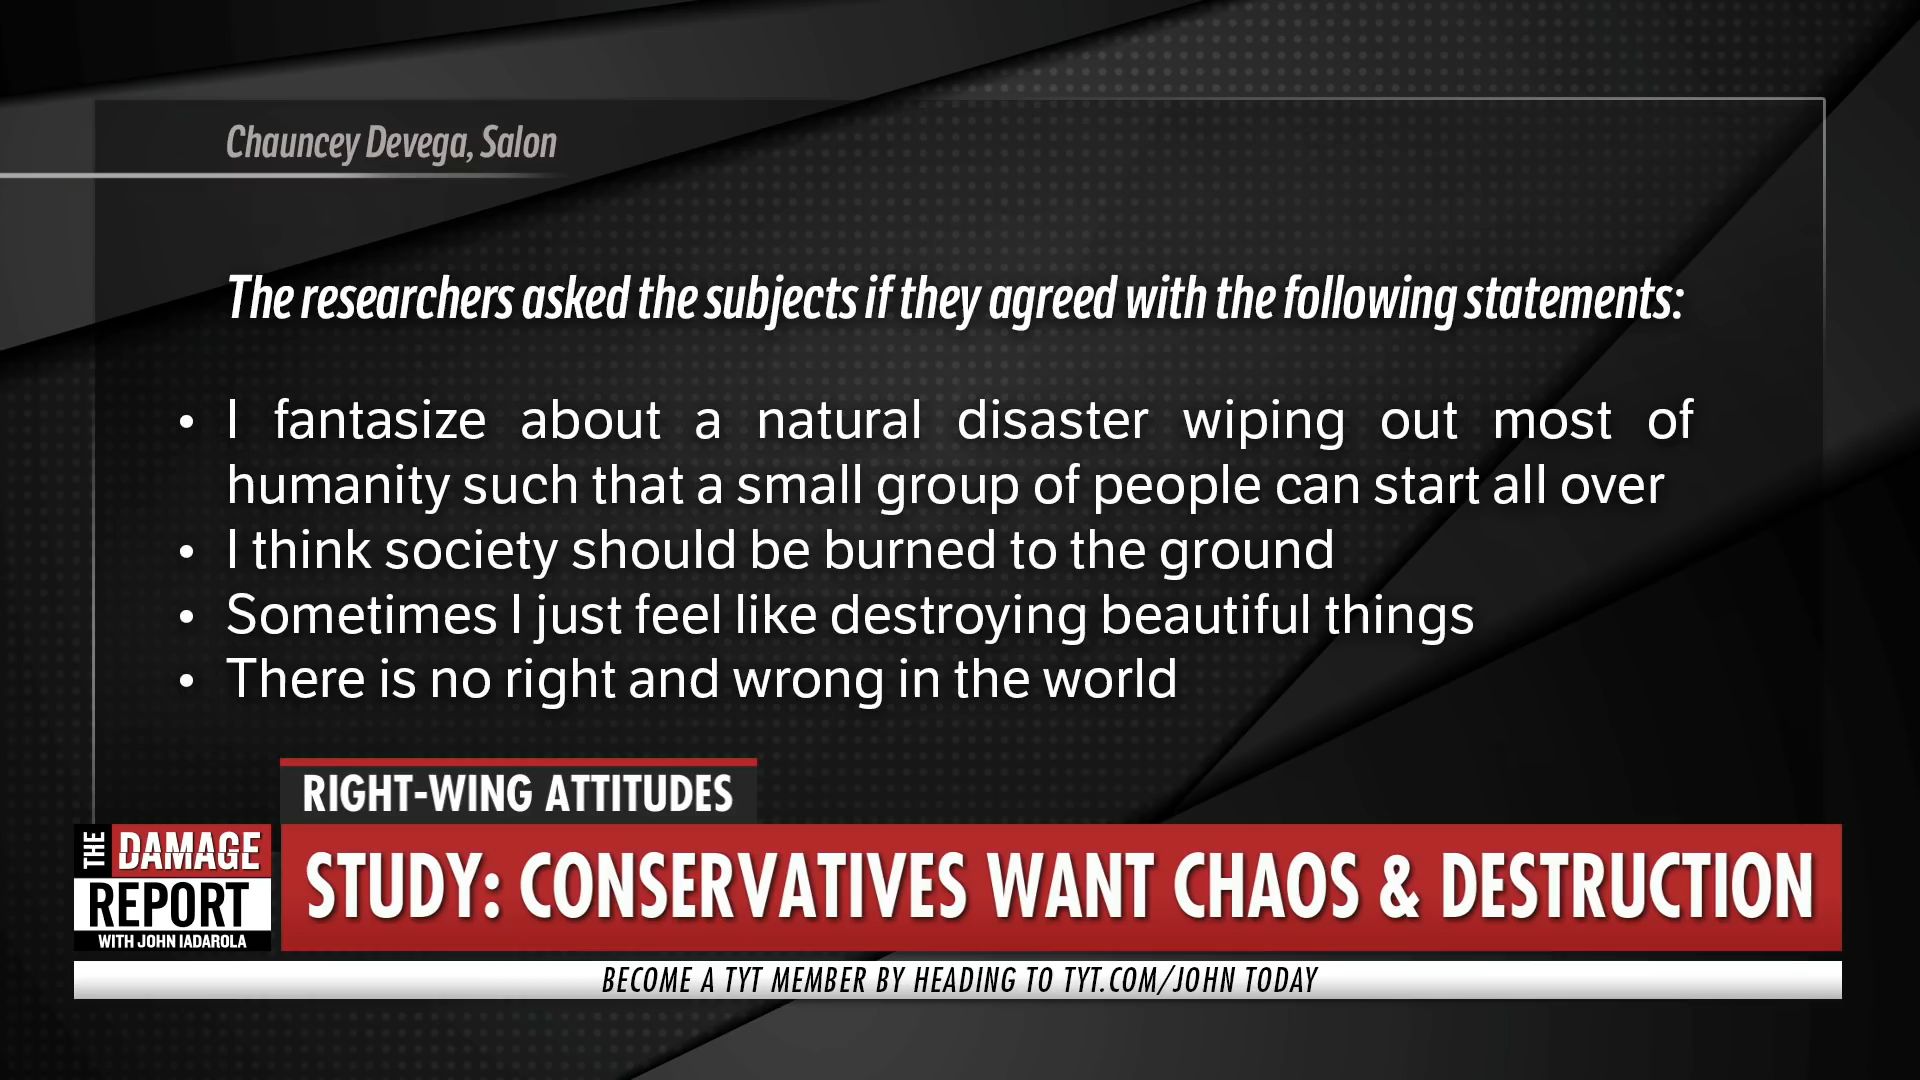 Chauncey Devega, Salon
The researchers asked the subjects if they agreed with the following statements:
• I fantasize about a natural disaster wiping out most of
humanity such that a small group of people can start all over
• I think society should be burned to the ground
• Sometimes I just feel like destroying beautiful things
• There is no right and wrong in the world
RIGHT-WING ATTITUDES
THE DAMAGE
REPORT
WITH JOHN IADAROLA
STUDY: CONSERVATIVES WANT CHAOS & DESTRUCTION
BECOME A TYT MEMBER BY HEADING TO TYT.COM/JOHN TODAY